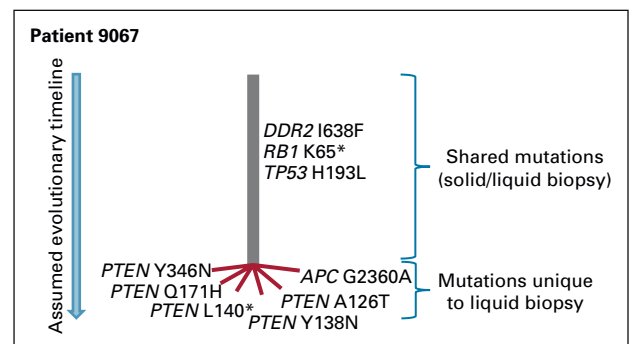 Patient 9067
Assumed evolutionary timeline
DDR2 I638F
RB1 K65*
TP53 H193L
Shared mutations
(solid/liquid biopsy)
PTEN Y346N
PTEN Q171H
PTEN L140*
PTEN Y138N
PTEN A126T
APC G2360A
Mutations unique
to liquid biopsy